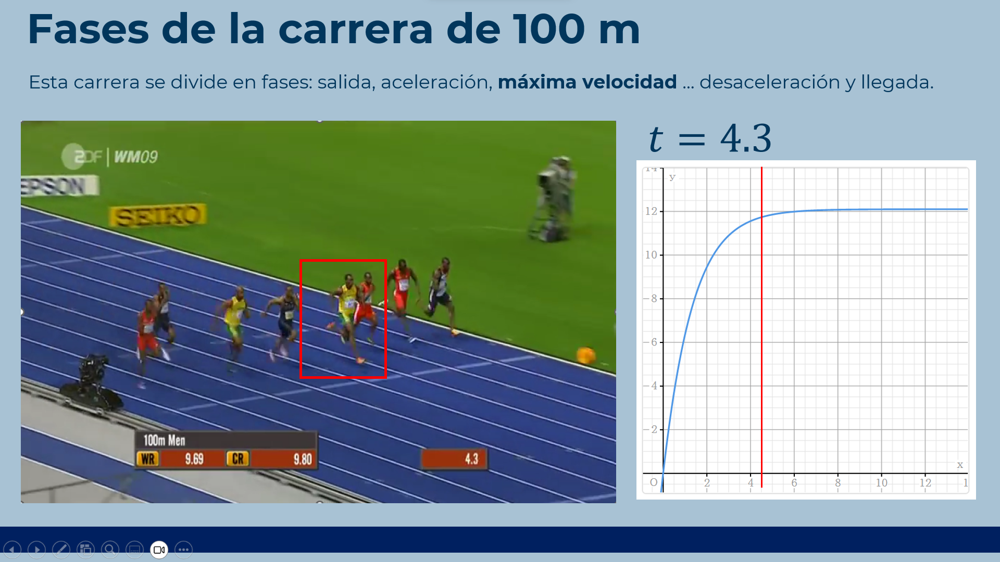 Fases de la carrera de 100 m
Esta carrera se divide en fases: salida, aceleración, máxima velocidad ... desaceleración y llegada.
ZDF | WM09
EPSON
SEIKO
100m Men
WR 9.69 CR 9.80
4.3
t = 4.3
14
y
12
10
8
6
4
2
x
O 2 4 6 8 10 12 1